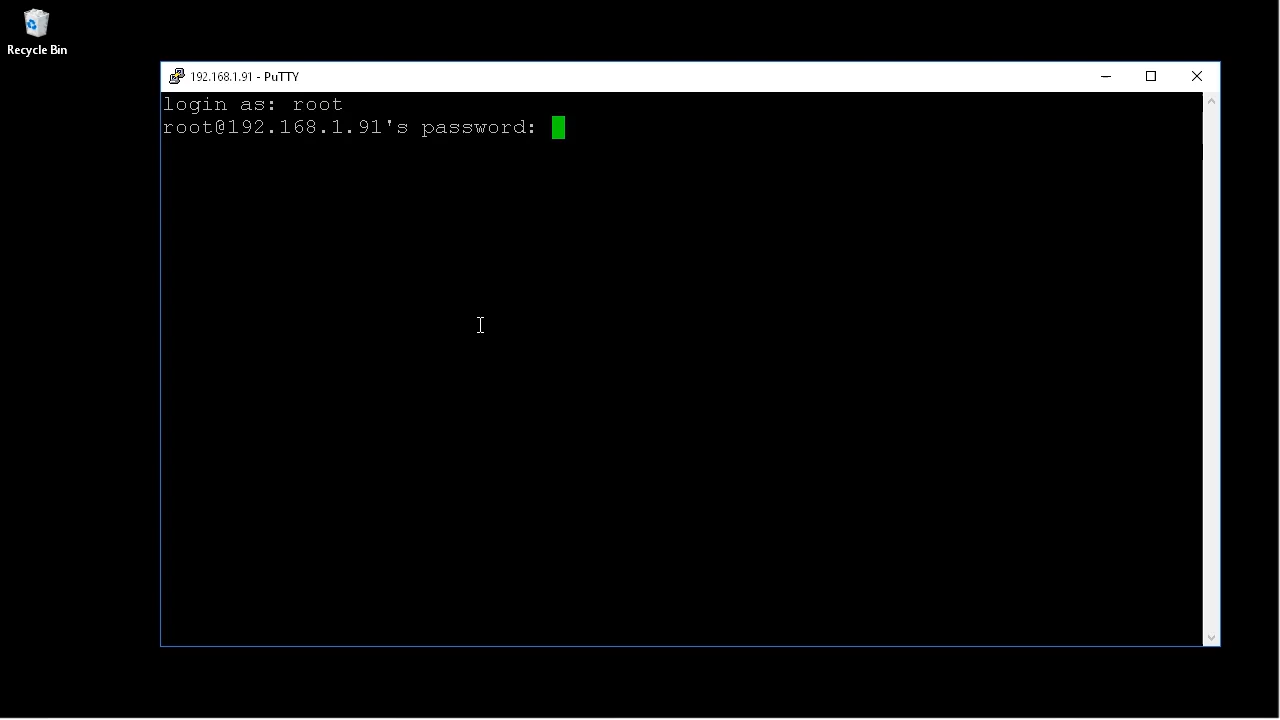 Recycle Bin
192.168.1.91 - PuTTY
login as: root
root@192.168.1.91's password: